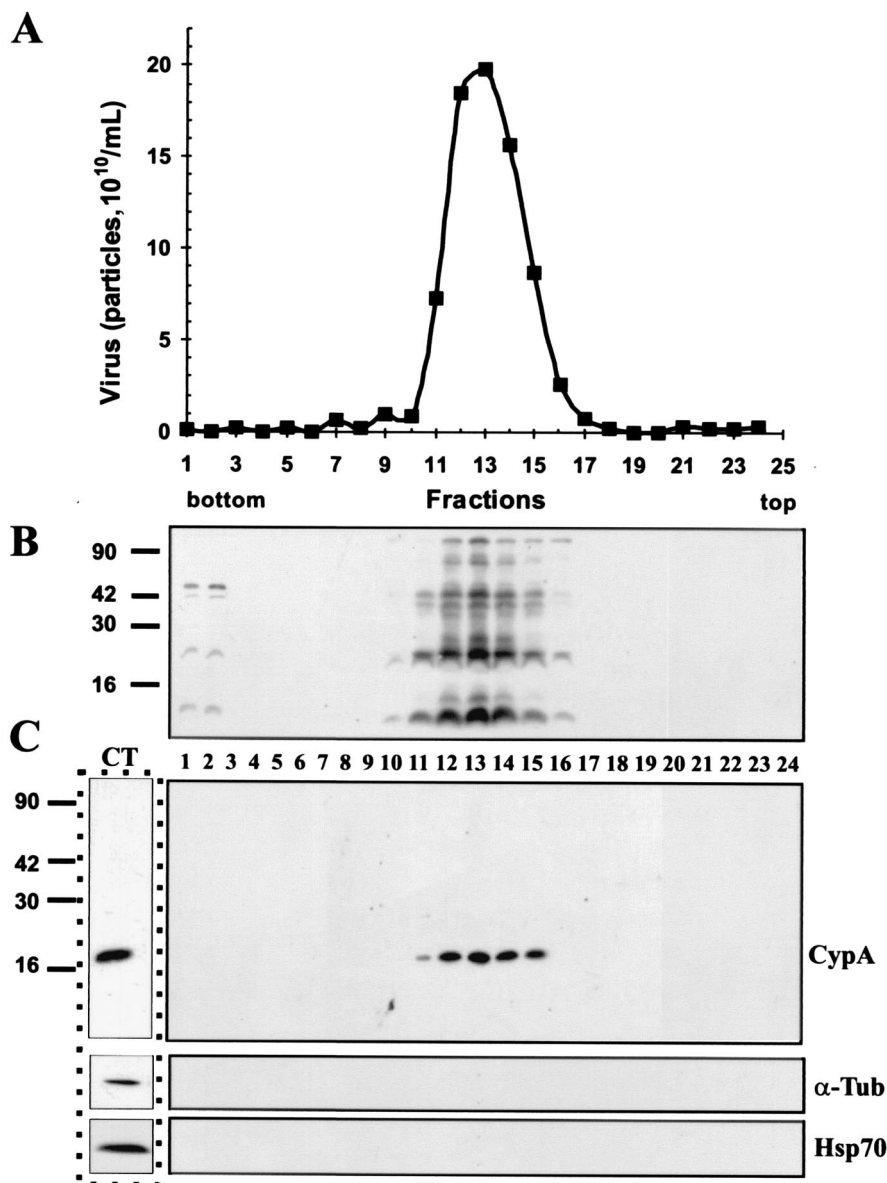 A
Virus (particles, 10¹⁰/mL)
20
15
10
5
0
1 3 5 7 9 11 13 15 17 19 21 23 25
bottom Fractions top
B
90
42
30
16
C
CT 1 2 3 4 5 6 7 8 9 10 11 12 13 14 15 16 17 18 19 20 21 22 23 24
90
42
30
16
CypA
α-Tub
Hsp70